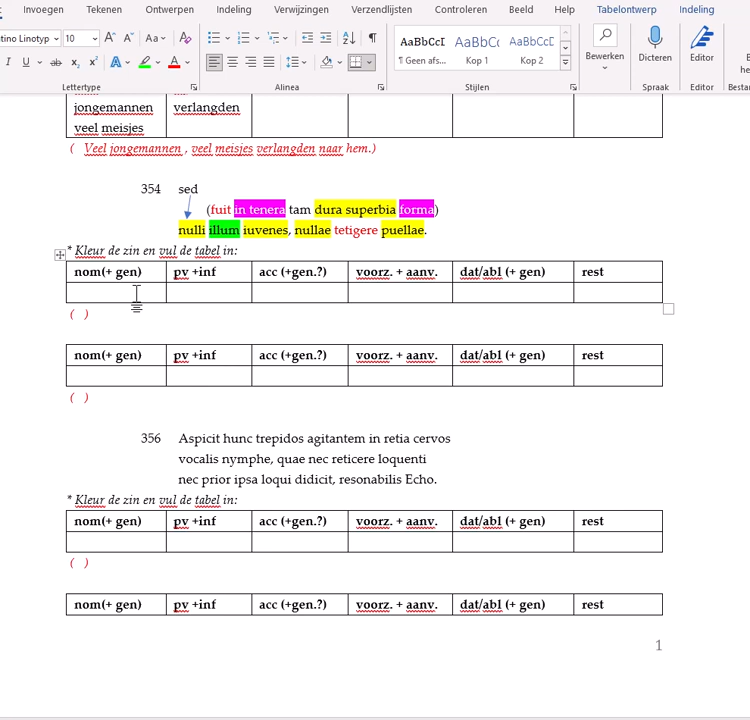 Invoegen Tekenen Ontwerpen Indeling Verwijzingen Verzendlijsten Controleren Beeld Help Tabelontwerp Indeling
tino Linotyp 10 A A Aa A
I U ab x₂ x² A A
AaBbCcI AaBbCc AaBbCcD
¶ Geen afs... Kop 1 Kop 2
Bewerken Dicteren Editor
Lettertype Alinea Stijlen Spraak Editor
jongemannen verlangden
veel meisjes
( Veel jongemannen , veel meisjes verlangden naar hem.)
354 sed
(fuit in tenera tam dura superbia forma)
nulli illum iuvenes, nullae tetigere puellae.
* Kleur de zin en vul de tabel in:
nom(+ gen) pv +inf acc (+gen.?) voorz. + aanv. dat/abl (+ gen) rest
( )
nom(+ gen) pv +inf acc (+gen.?) voorz. + aanv. dat/abl (+ gen) rest
( )
356 Aspicit hunc trepidos agitantem in retia cervos
vocalis nymphe, quae nec reticere loquenti
nec prior ipsa loqui didicit, resonabilis Echo.
* Kleur de zin en vul de tabel in:
nom(+ gen) pv +inf acc (+gen.?) voorz. + aanv. dat/abl (+ gen) rest
( )
nom(+ gen) pv +inf acc (+gen.?) voorz. + aanv. dat/abl (+ gen) rest
1